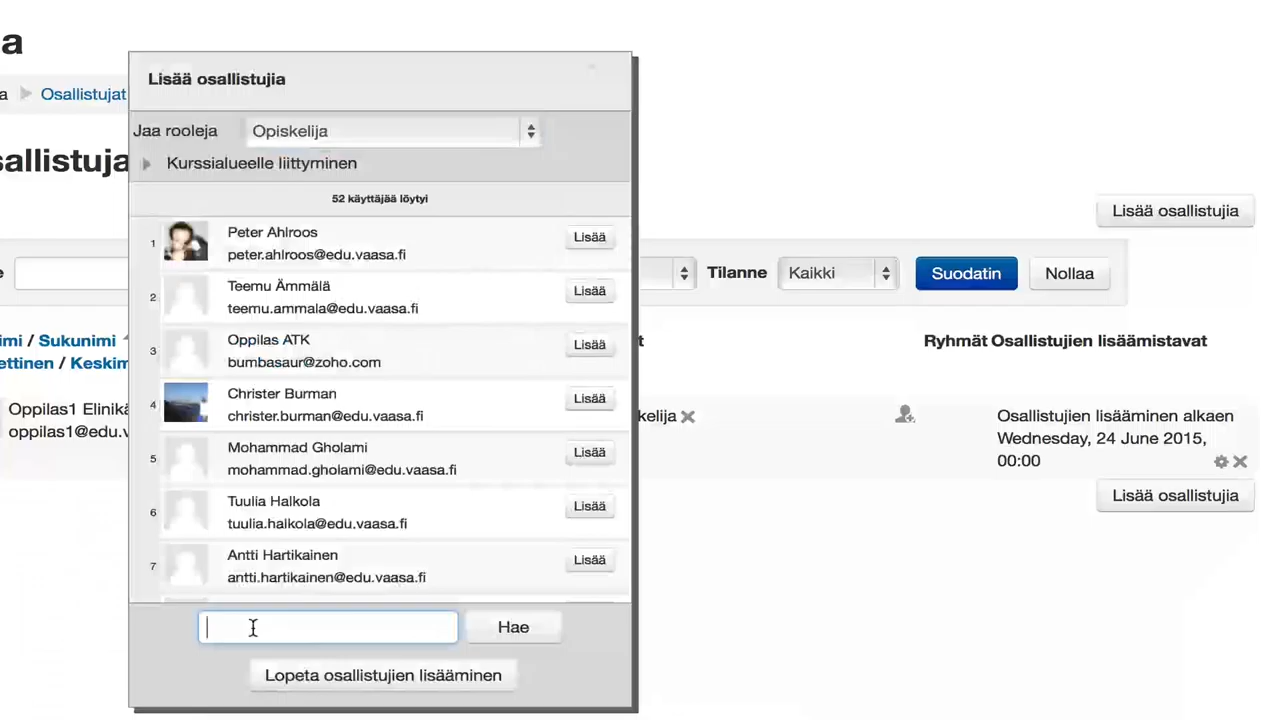 a
a Osallistujat
sallistuja
Lisää osallistujia
Jaa rooleja Opiskelija
Kurssialueelle liittyminen
52 käyttäjää löytyi
1 Peter Ahlroos Lisää
peter.ahlroos@edu.vaasa.fi
2 Teemu Ämmälä Lisää
teemu.ammala@edu.vaasa.fi
3 Oppilas ATK Lisää
bumbasaur@zoho.com
4 Christer Burman Lisää
christer.burman@edu.vaasa.fi
5 Mohammad Gholami Lisää
mohammad.gholami@edu.vaasa.fi
6 Tuulia Halkola Lisää
tuulia.halkola@edu.vaasa.fi
7 Antti Hartikainen Lisää
antti.hartikainen@edu.vaasa.fi
Hae
Lopeta osallistujien lisääminen
Lisää osallistujia
e Tilanne Kaikki Suodatin Nollaa
imi / Sukunimi t Ryhmät Osallistujien lisäämistavat
ettinen / Keskim
Oppilas1 Elinikä
oppilas1@edu.v
kelija
Osallistujien lisääminen alkaen
Wednesday, 24 June 2015,
00:00
Lisää osallistujia